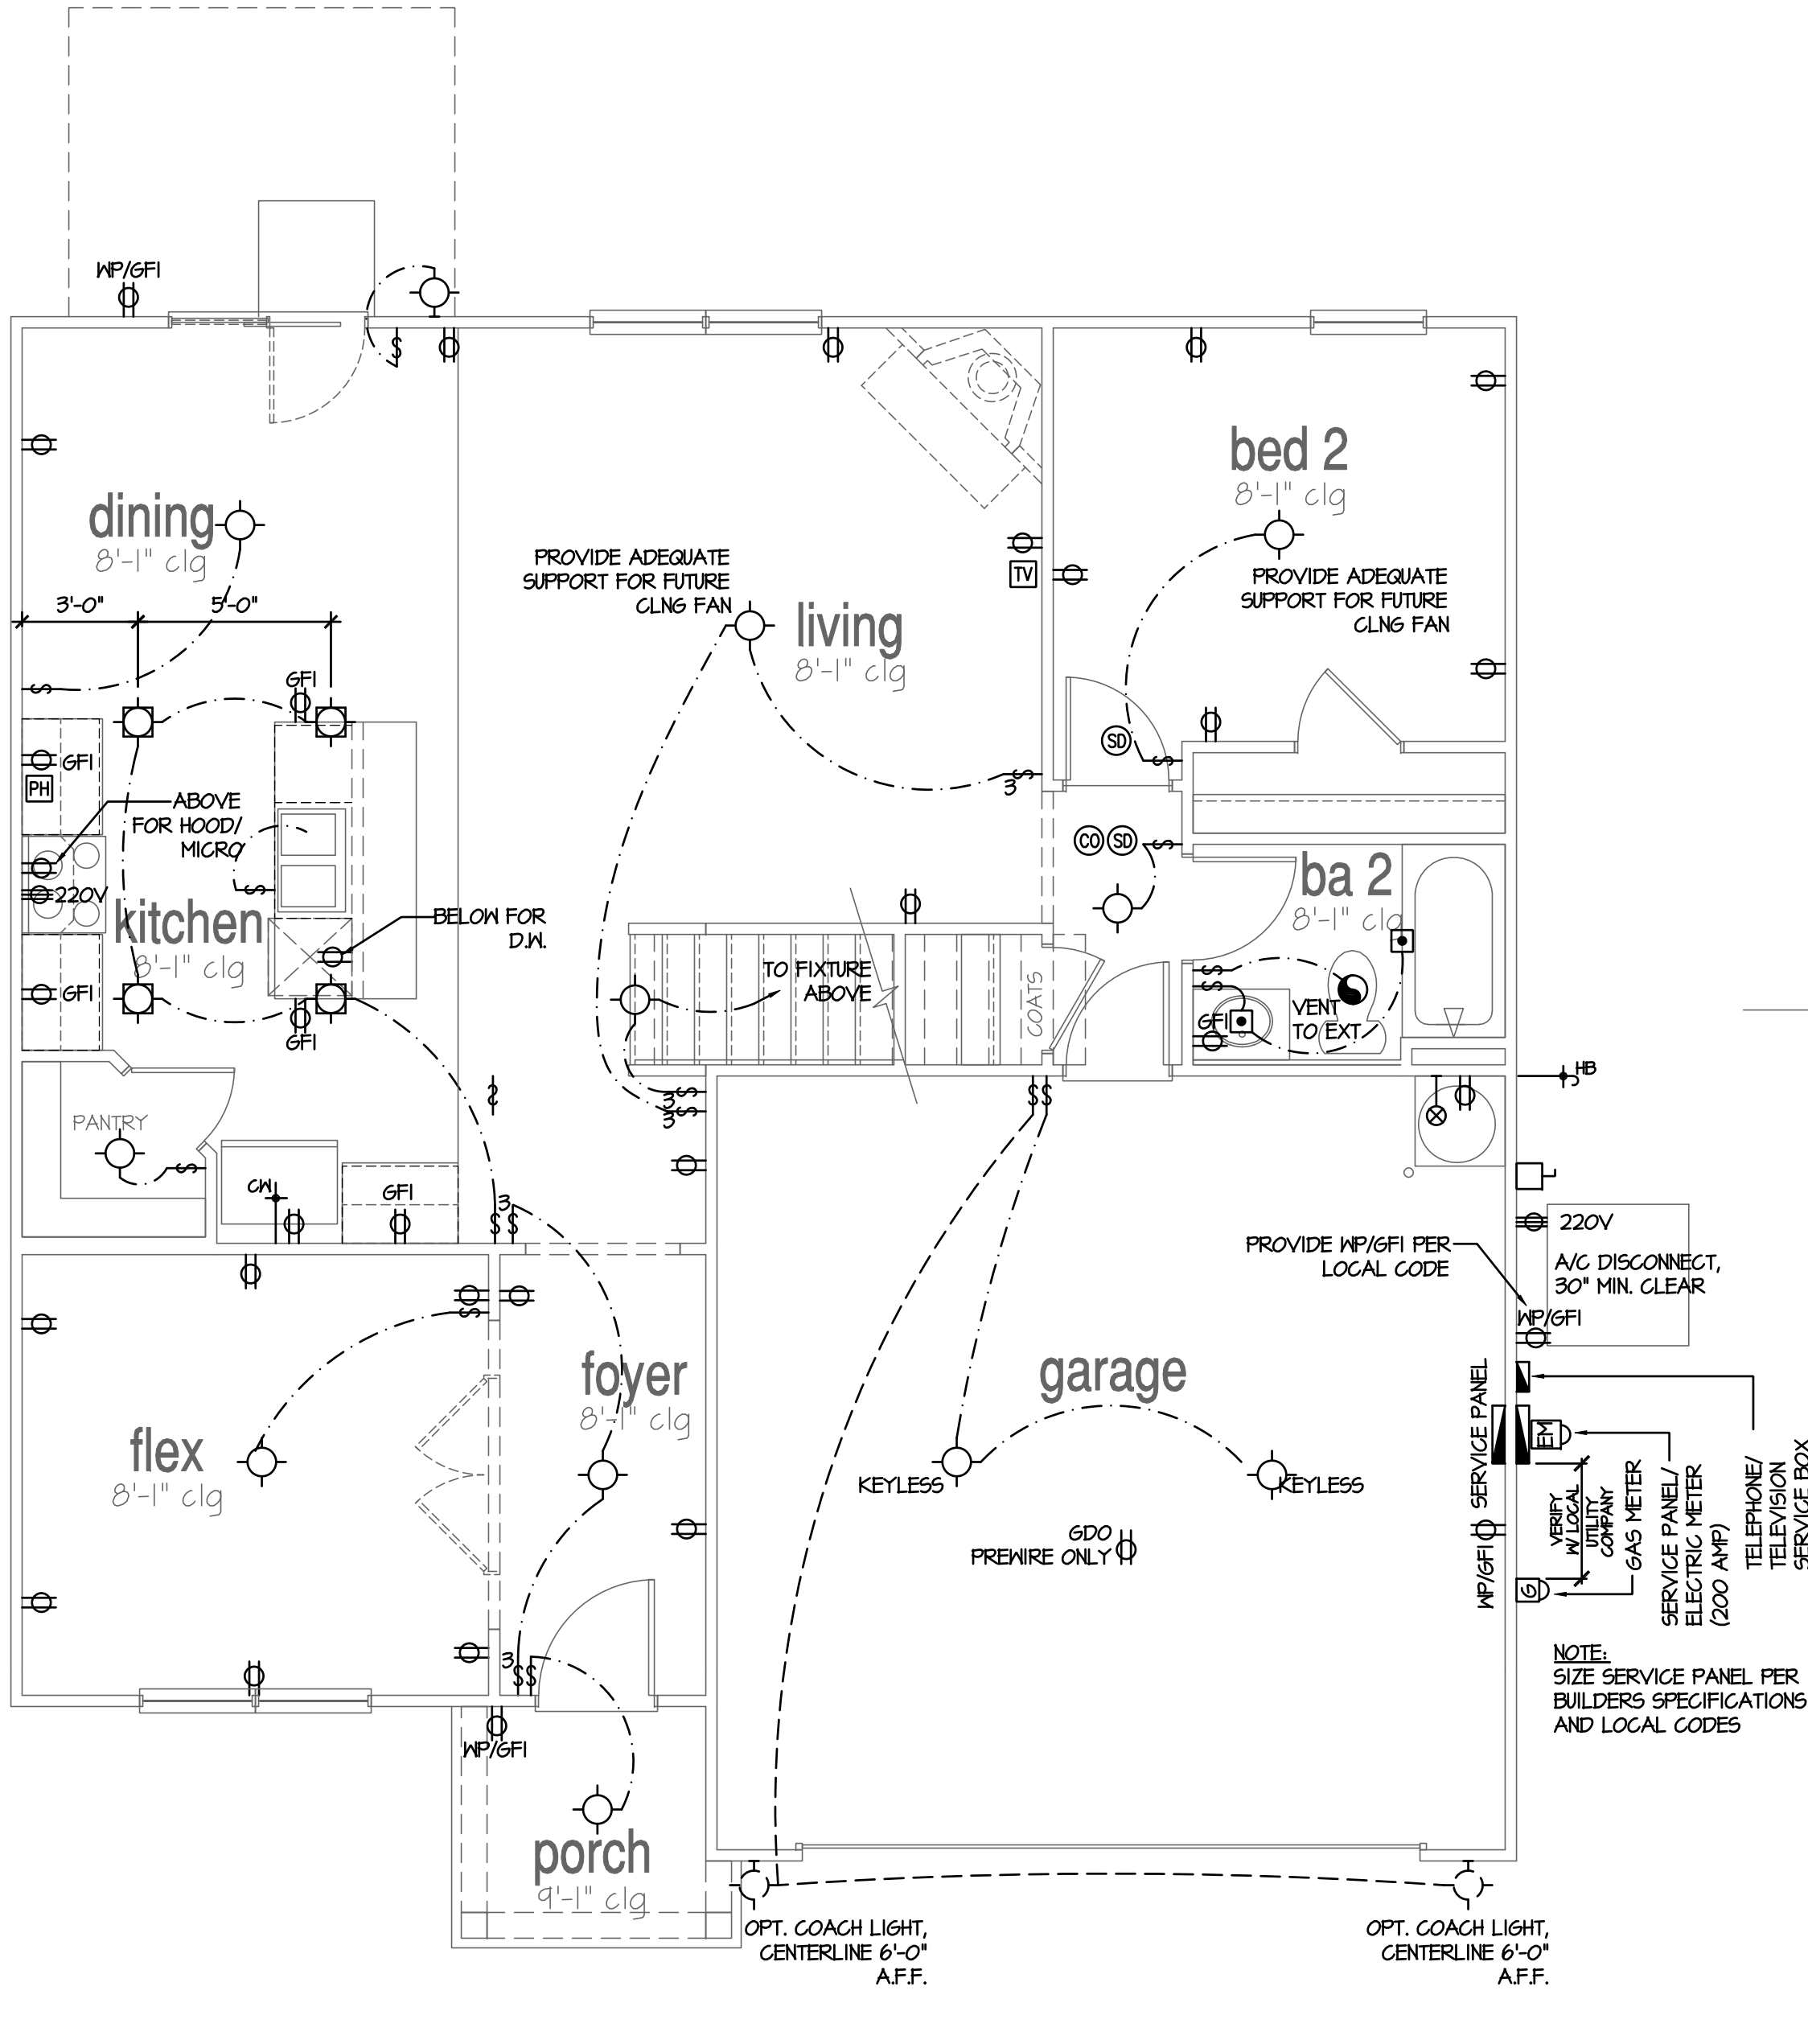 WP/GFI
dining
8'-1" clg
3'-0"
5'-0"
GFI
GFI
PH
ABOVE
FOR HOOD/
MICRO
220V
kitchen
8'-1" clg
GFI
GFI
BELOW FOR
D.W.
PANTRY
CW
GFI
PROVIDE ADEQUATE
SUPPORT FOR FUTURE
CLNG FAN
living
8'-1" clg
TV
S
S
3 S
TO FIXTURE
ABOVE
COATS
3 S
3 S
bed 2
8'-1" clg
PROVIDE ADEQUATE
SUPPORT FOR FUTURE
CLNG FAN
SD
S
CO
SD
S
ba 2
8'-1" clg
S
S
GFI
VENT
TO EXT.
HB
S
S
S
S
S
S
3
S S
S S
flex
8'-1" clg
S
foyer
8'-1" clg
3
S S
WP/GFI
porch
9'-1" clg
garage
KEYLESS
KEYLESS
GDO
PREWIRE ONLY
PROVIDE WP/GFI PER
LOCAL CODE
220V
A/C DISCONNECT,
30" MIN. CLEAR
WP/GFI
SERVICE PANEL
EM
WP/GFI
G
VERIFY
W/ LOCAL
UTILITY
COMPANY
GAS METER
SERVICE PANEL/
ELECTRIC METER
(200 AMP)
TELEPHONE/
TELEVISION
SERVICE BOX
NOTE:
SIZE SERVICE PANEL PER
BUILDERS SPECIFICATIONS
AND LOCAL CODES
OPT. COACH LIGHT,
CENTERLINE 6'-0"
A.F.F.
OPT. COACH LIGHT,
CENTERLINE 6'-0"
A.F.F.